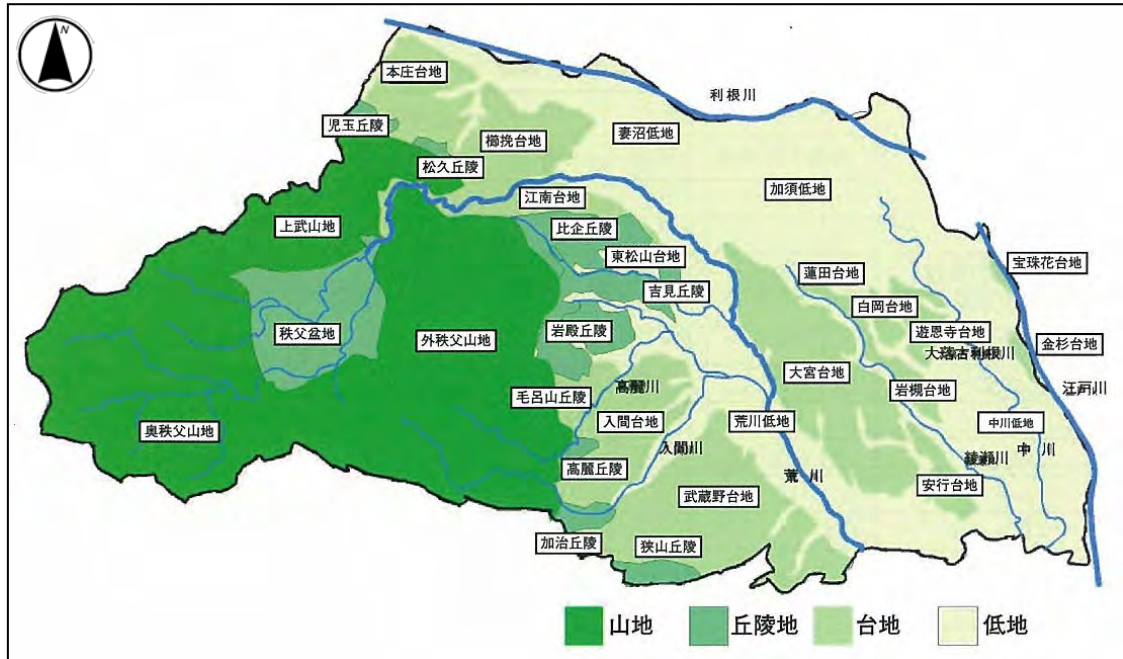 N
本庄台地
利根川
児玉丘陵
櫛挽台地
妻沼低地
松久丘陵
加須低地
江南台地
上武山地
比企丘陵
東松山台地
宝珠花台地
蓮田台地
吉見丘陵
白岡台地
秩父盆地
岩殿丘陵
遊恩寺台地
外秩父山地
金杉台地
大落古利根川
大宮台地
高麗川
岩槻台地
江戸川
毛呂山丘陵
入間台地
荒川低地
中川低地
奥秩父山地
入間川
中川
綾瀬川
高麗丘陵
荒川
安行台地
武蔵野台地
加治丘陵
狭山丘陵
山地
丘陵地
台地
低地